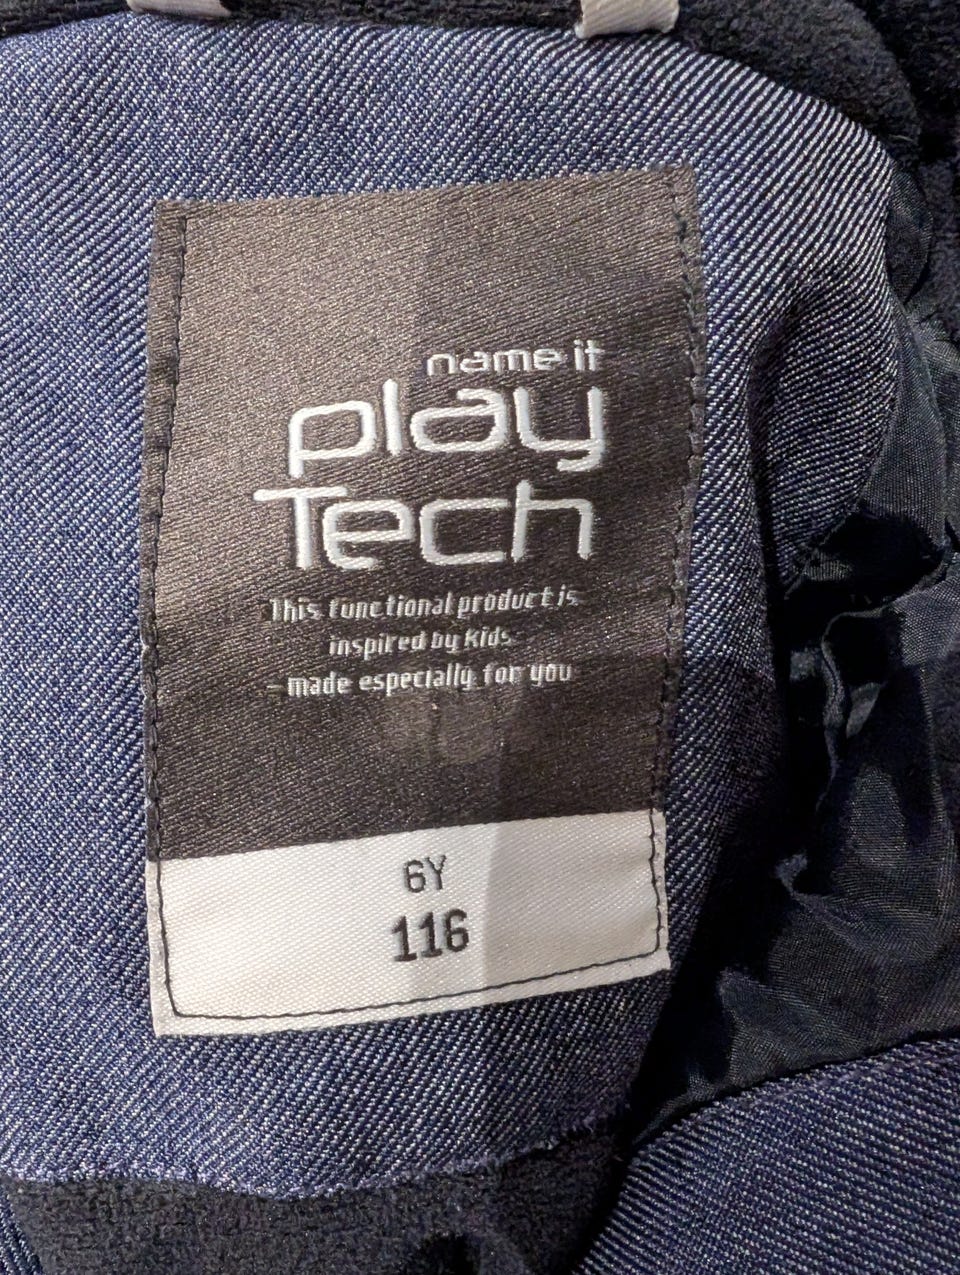 name it
play
Tech
This functional product is
inspired by kids
- made especially for you
6Y
116